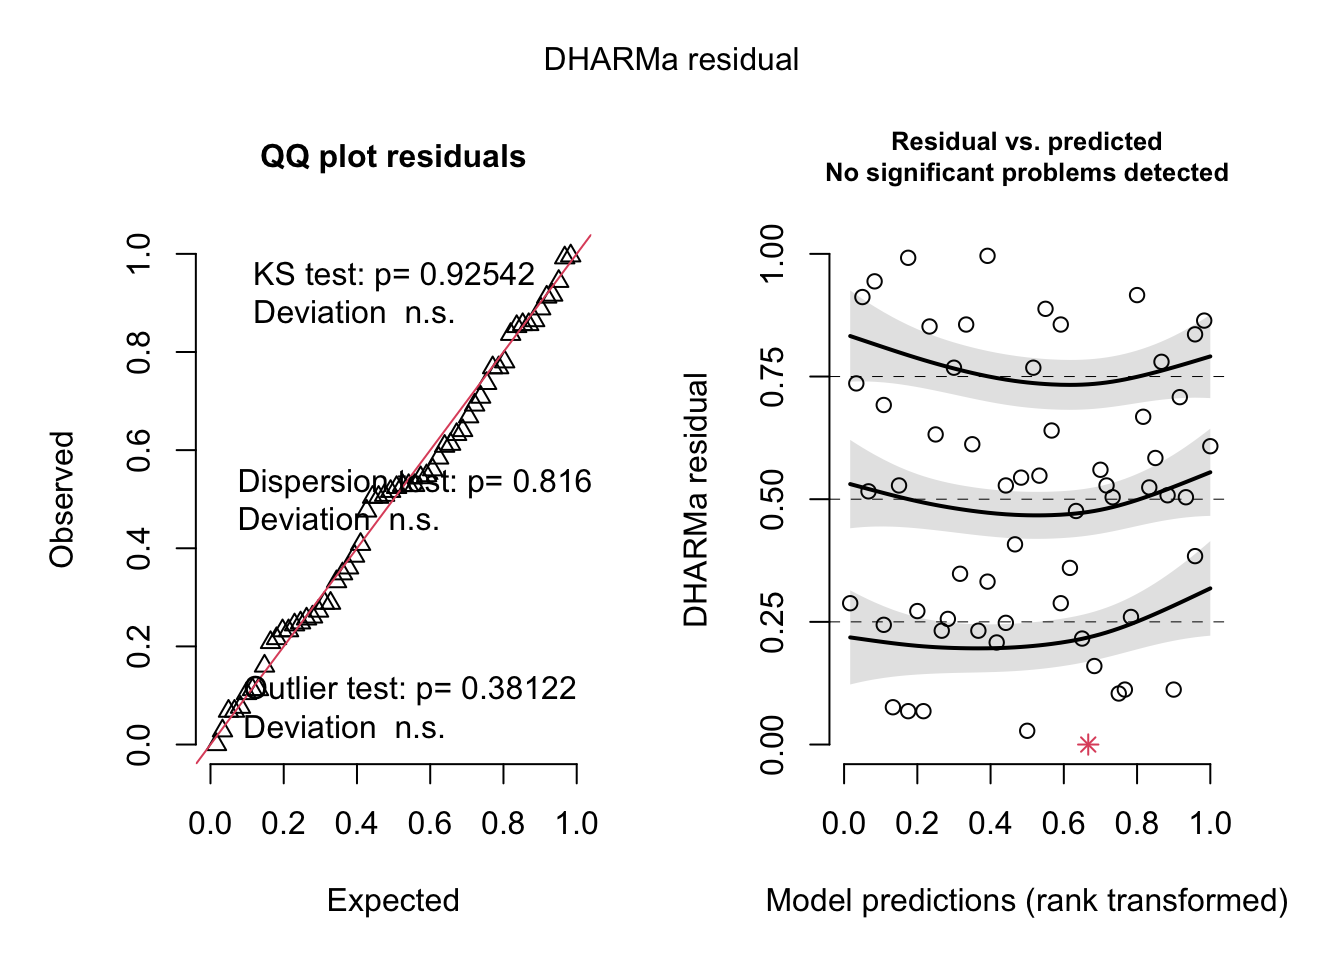 DHARMa residual
QQ plot residuals
KS test: p= 0.92542
Deviation  n.s.
Dispersion test: p= 0.816
Deviation  n.s.
Outlier test: p= 0.38122
Deviation  n.s.
Observed
1.0
0.8
0.6
0.4
0.2
0.0
0.0 0.2 0.4 0.6 0.8 1.0
Expected
Residual vs. predicted
No significant problems detected
DHARMa residual
1.00
0.75
0.50
0.25
0.00
0.0 0.2 0.4 0.6 0.8 1.0
Model predictions (rank transformed)